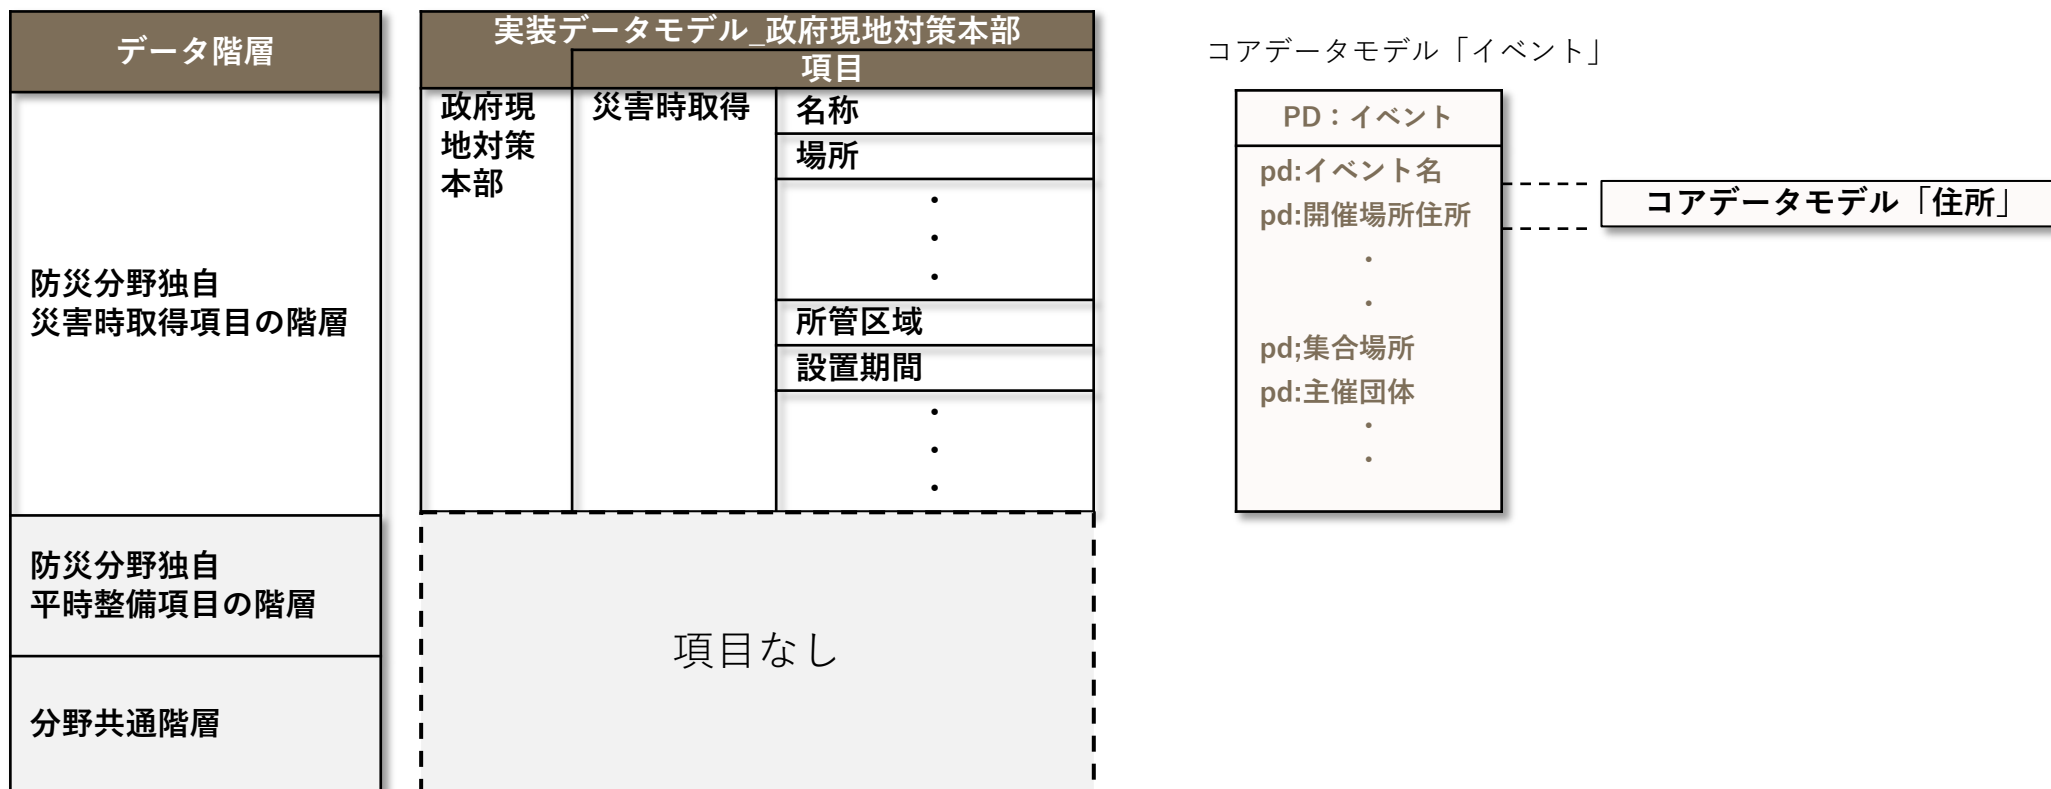 データ階層
防災分野独自
災害時取得項目の階層
防災分野独自
平時整備項目の階層
分野共通階層
実装データモデル_政府現地対策本部
項目
政府現
地対策
本部
災害時取得
名称
場所
・
・
・
所管区域
設置期間
・
・
・
項目なし
コアデータモデル「イベント」
PD：イベント
pd:イベント名
pd:開催場所住所
・
・
pd;集合場所
pd:主催団体
・
・
コアデータモデル「住所」